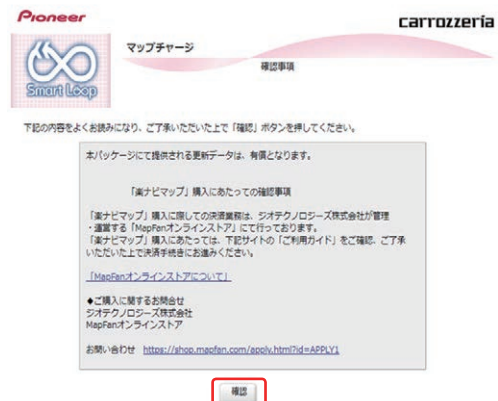 Pioneer
carrozzeria
マップチャージ
Smart Loop
確認事項
下記の内容をよくお読みになり、ご了承いただいた上で「確認」ボタンを押してください。
本パッケージにて提供される更新データは、有償となります。
「楽ナビマップ」購入にあたっての確認事項
「楽ナビマップ」購入に際しての決済業務は、ジオテクノロジーズ株式会社が管理
・運営する「MapFanオンラインストア」にて行っております。
「楽ナビマップ」購入にあたっては、下記サイトの「ご利用ガイド」をご確認、ご了承
いただいた上で決済手続きにお進みください。
「MapFanオンラインストアについて」
◆ご購入に関するお問合せ
ジオテクノロジーズ株式会社
MapFanオンラインストア
お問い合わせ https://shop.mapfan.com/apply.html?id=APPLY1
確認